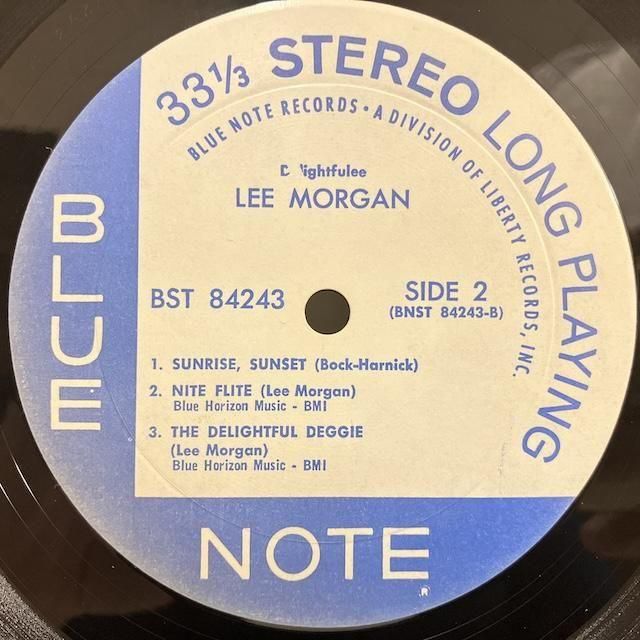 33⅓ STEREO LONG PLAYING
BLUE NOTE RECORDS • A DIVISION OF LIBERTY RECORDS, INC.
D lightfulee
LEE MORGAN
BST 84243
SIDE 2
(BNST 84243-B)
1. SUNRISE, SUNSET (Bock-Harnick)
2. NITE FLITE (Lee Morgan)
Blue Horizon Music - BMI
3. THE DELIGHTFUL DEGGIE
(Lee Morgan)
Blue Horizon Music - BMI
BLUE
NOTE
®